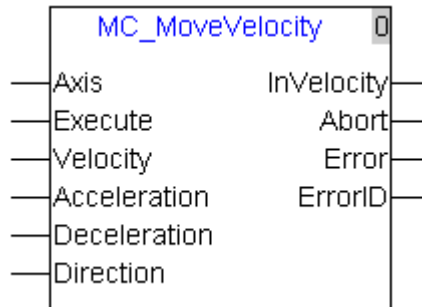 MC_MoveVelocity 0
Axis InVelocity
Execute Abort
Velocity Error
Acceleration ErrorID
Deceleration
Direction